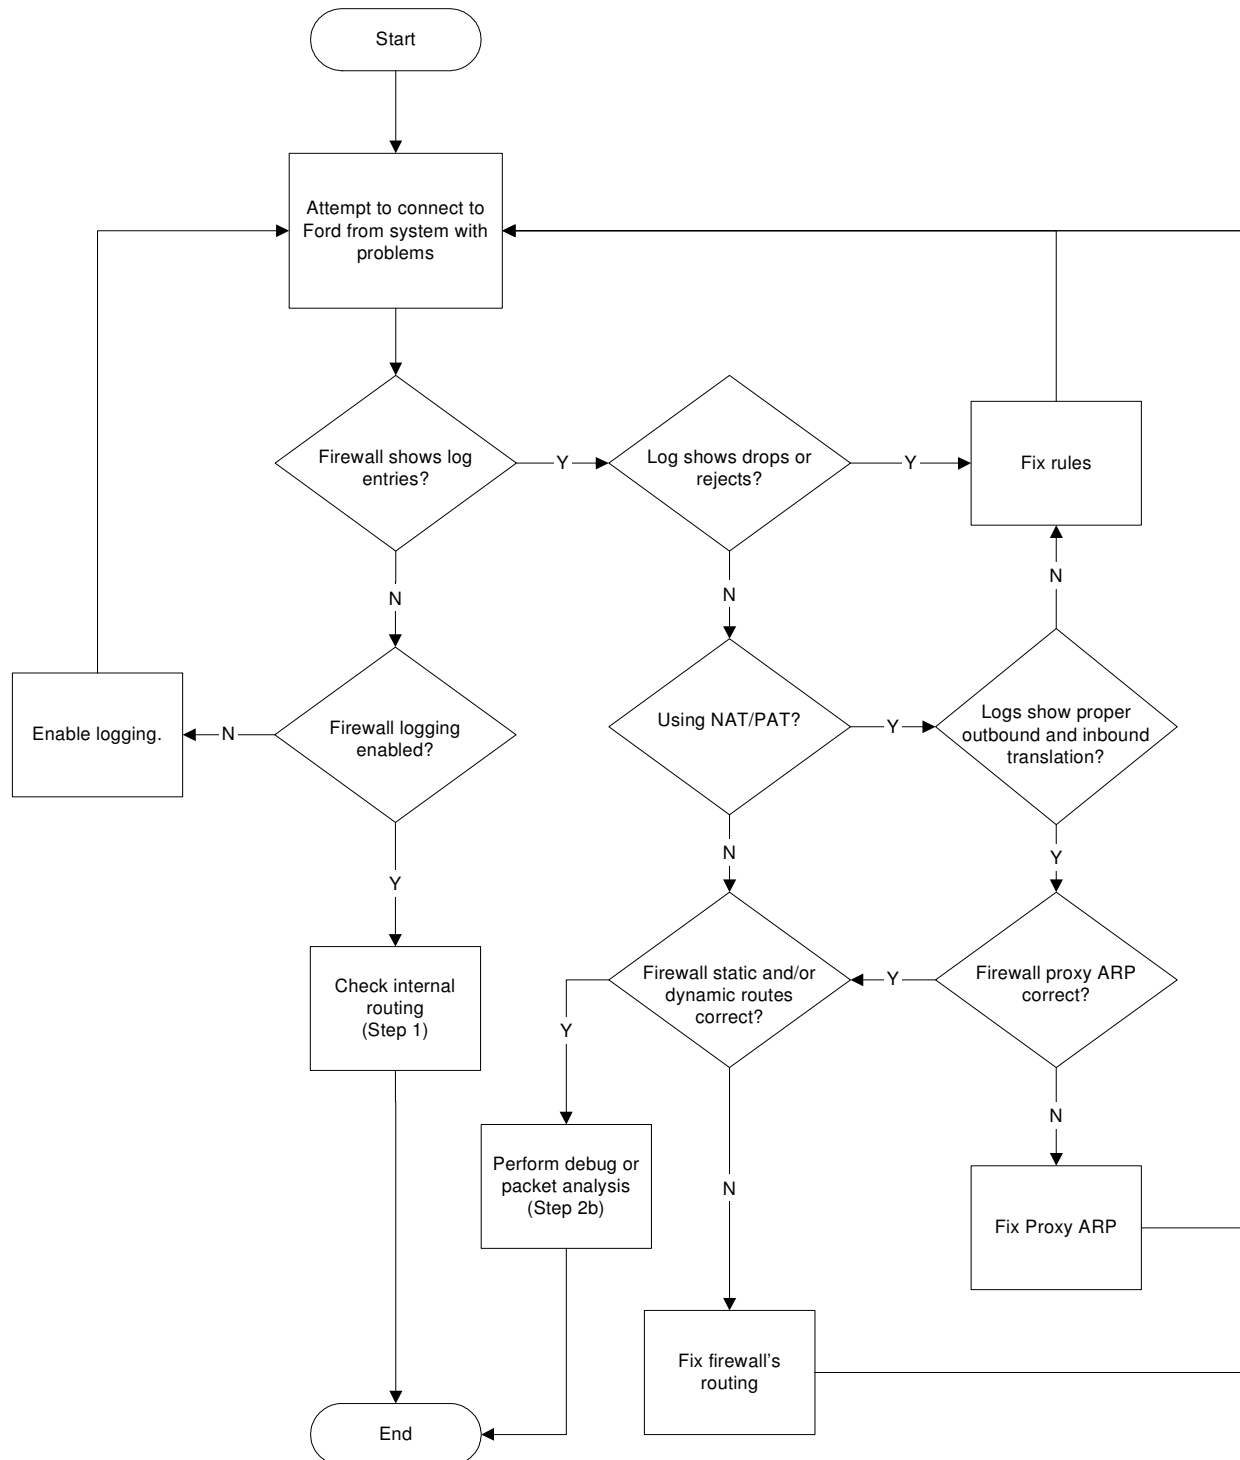 Start
Attempt to connect to
Ford from system with
problems
Firewall shows log
entries?
Y
Log shows drops or
rejects?
Y
Fix rules
N
N
N
Enable logging.
N
Firewall logging
enabled?
Using NAT/PAT?
Y
Logs show proper
outbound and inbound
translation?
Y
N
Y
Check internal
routing
(Step 1)
Firewall static and/or
dynamic routes
correct?
Y
Firewall proxy ARP
correct?
Y
N
N
Perform debug or
packet analysis
(Step 2b)
Fix Proxy ARP
Fix firewall's
routing
End